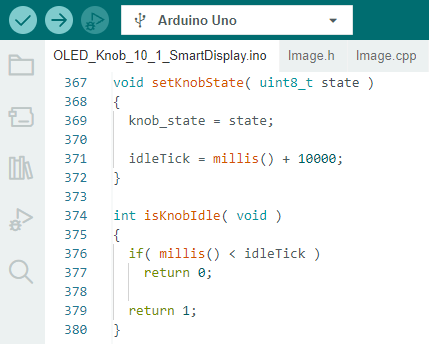 Arduino Uno
OLED_Knob_10_1_SmartDisplay.ino Image.h Image.cpp
367 void setKnobState( uint8_t state )
368 {
369   knob_state = state;
370
371   idleTick = millis() + 10000;
372 }
373
374 int isKnobIdle( void )
375 {
376   if( millis() < idleTick )
377     return 0;
378
379   return 1;
380 }